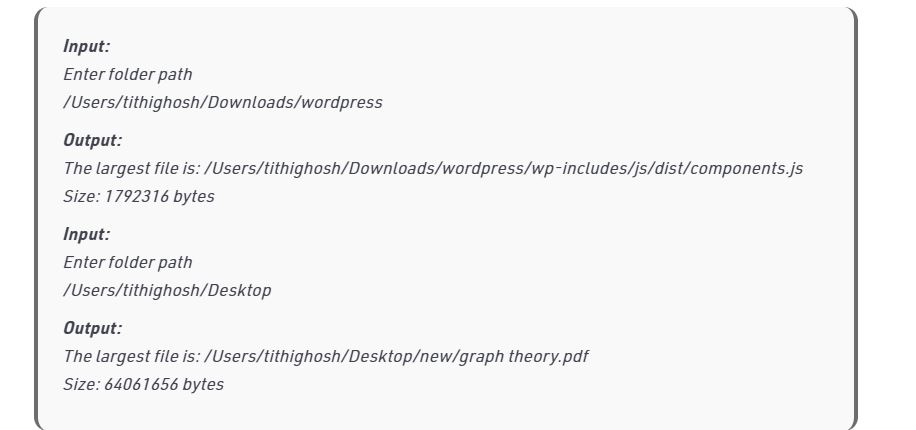 Input:
Enter folder path
/Users/tithighosh/Downloads/wordpress
Output:
The largest file is: /Users/tithighosh/Downloads/wordpress/wp-includes/js/dist/components.js
Size: 1792316 bytes
Input:
Enter folder path
/Users/tithighosh/Desktop
Output:
The largest file is: /Users/tithighosh/Desktop/new/graph theory.pdf
Size: 64061656 bytes